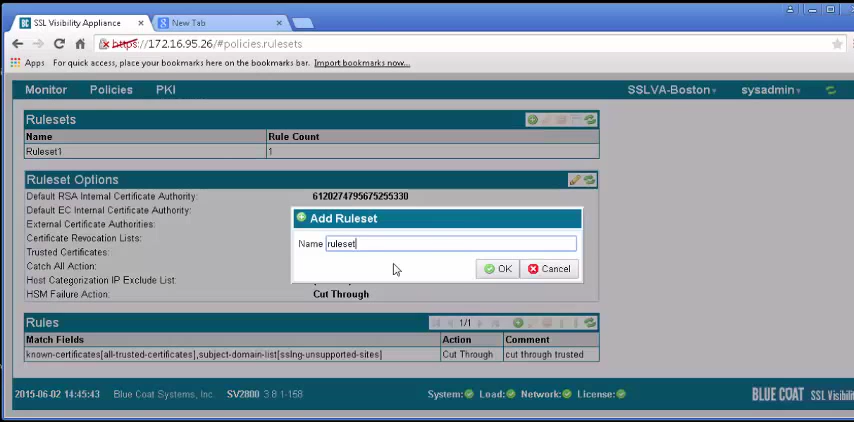 SSL Visibility Appliance
New Tab
https://172.16.95.26/#policies.rulesets
Apps For quick access, place your bookmarks here on the bookmarks bar. Import bookmarks now...
Monitor Policies PKI SSLVA-Boston sysadmin
Rulesets
Name Rule Count
Ruleset1 1
Ruleset Options
Default RSA Internal Certificate Authority: 6120274795675255330
Default EC Internal Certificate Authority:
External Certificate Authorities:
Certificate Revocation Lists:
Trusted Certificates:
Catch All Action:
Host Categorization IP Exclude List:
HSM Failure Action: Cut Through
Add Ruleset
Name ruleset
OK Cancel
Rules 1/1
Match Fields Action Comment
known-certificates[all-trusted-certificates],subject-domain-list[sslng-unsupported-sites] Cut Through cut through trusted
2015-06-02 14:45:43 Blue Coat Systems, Inc. SV2800 3.8.1-158 System: Load: Network: License: BLUE COAT SSL Visibili